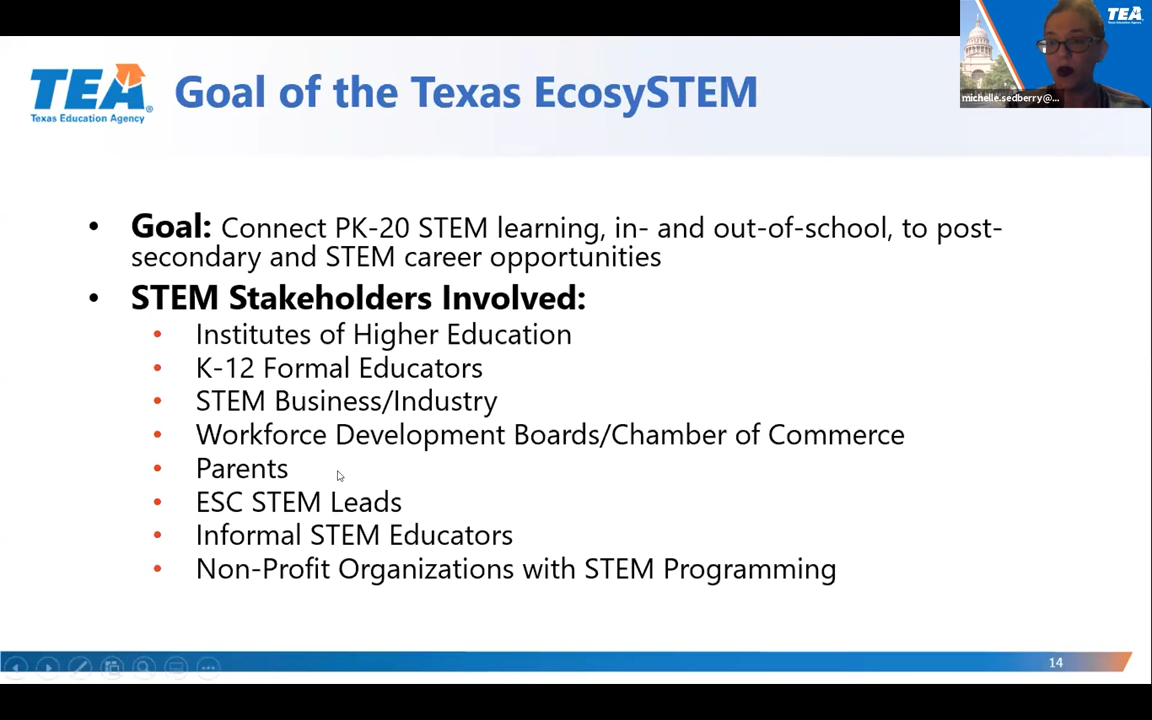 TEA
Texas Education Agency
Goal of the Texas EcosySTEM
TEA
michelle.sedberry@...
• Goal: Connect PK-20 STEM learning, in- and out-of-school, to post-
secondary and STEM career opportunities
• STEM Stakeholders Involved:
• Institutes of Higher Education
• K-12 Formal Educators
• STEM Business/Industry
• Workforce Development Boards/Chamber of Commerce
• Parents
• ESC STEM Leads
• Informal STEM Educators
• Non-Profit Organizations with STEM Programming
14